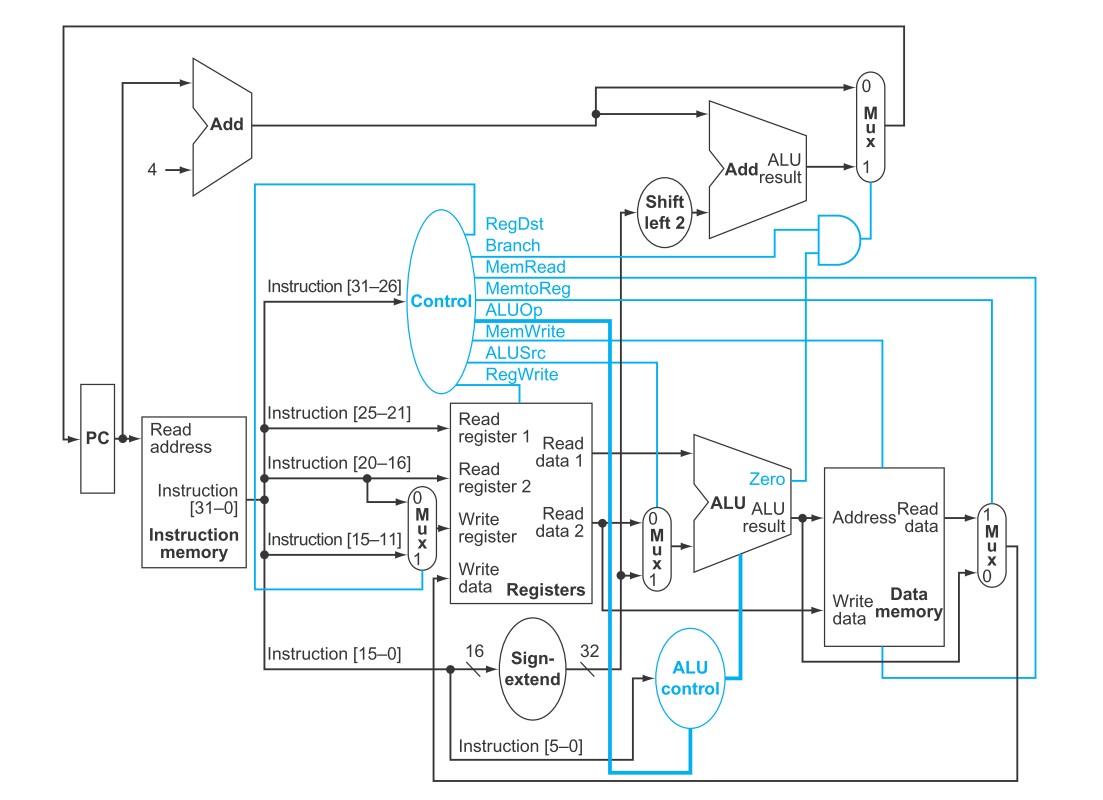 0
M
u
x
1
Add
4
Add
ALU
result
Shift
left 2
RegDst
Branch
MemRead
MemtoReg
ALUOp
MemWrite
ALUSrc
RegWrite
Control
Instruction [31–26]
PC
Read
address
Instruction
[31–0]
Instruction
memory
Instruction [25–21]
Instruction [20–16]
Instruction [15–11]
Instruction [15–0]
0
M
u
x
1
Read
register 1
Read
register 2
Write
register
Write
data
Read
data 1
Read
data 2
Registers
0
M
u
x
1
Zero
ALU
ALU
result
Address
Read
data
Write
data
Data
memory
1
M
u
x
0
16
Sign-
extend
32
ALU
control
Instruction [5–0]